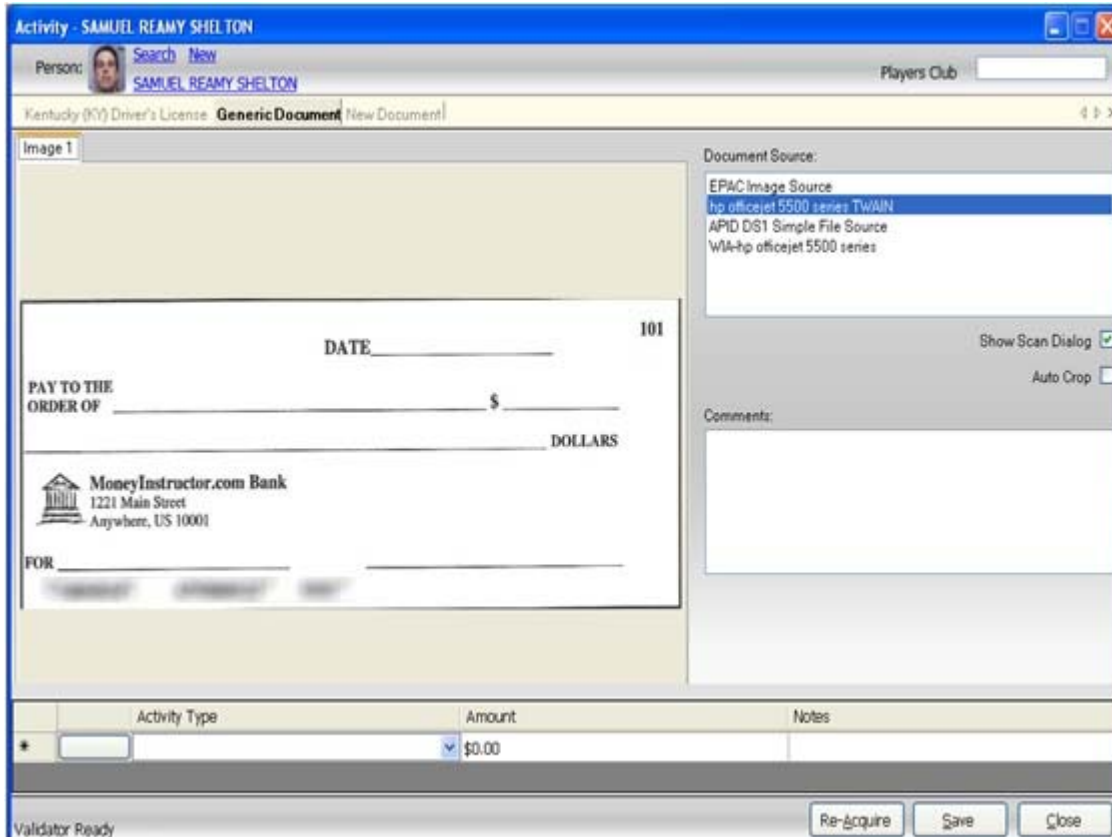 Activity - SAMUEL REAMY SHELTON
Person: Search New
SAMUEL REAMY SHELTON
Players Club
Kentucky (KY) Driver's License Generic Document New Document
Image 1
Document Source:
EPAC Image Source
hp officejet 5500 series TWAIN
APID DS1 Simple File Source
WIA-hp officejet 5500 series
Show Scan Dialog
Auto Crop
Comments:
101
DATE
PAY TO THE
ORDER OF $
DOLLARS
MoneyInstructor.com Bank
1221 Main Street
Anywhere, US 10001
FOR
Activity Type Amount Notes
* $0.00
Validator Ready
Re-Acquire Save Close